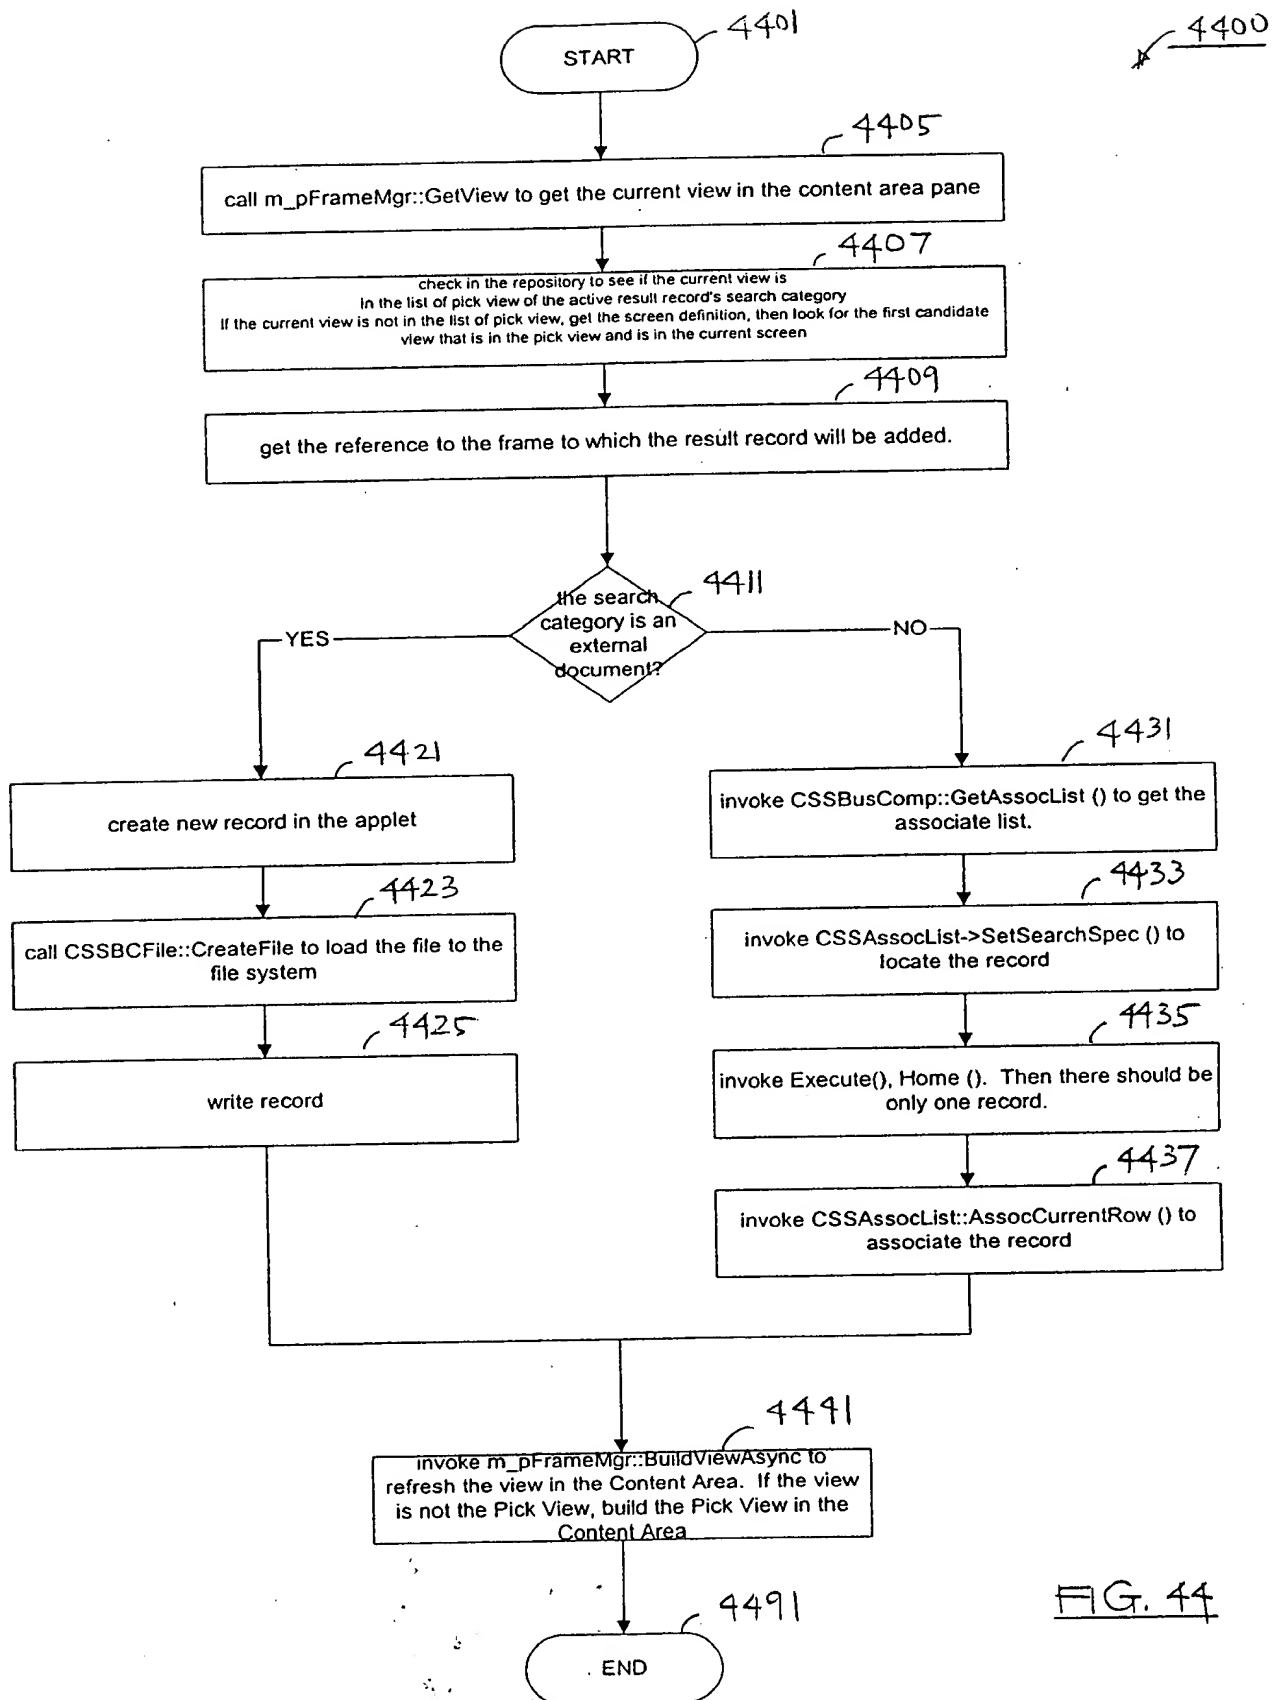 4401
4400
START
4405
call m_pFrameMgr::GetView to get the current view in the content area pane
4407
check in the repository to see if the current view is
in the list of pick view of the active result record's search category
If the current view is not in the list of pick view, get the screen definition, then look for the first candidate
view that is in the pick view and is in the current screen
4409
get the reference to the frame to which the result record will be added.
4411
the search
category is an
external
document?
YES
NO
4421
create new record in the applet
4423
call CSSBCFile::CreateFile to load the file to the
file system
4425
write record
4431
invoke CSSBusComp::GetAssocList () to get the
associate list.
4433
invoke CSSAssocList->SetSearchSpec () to
locate the record
4435
invoke Execute(), Home (). Then there should be
only one record.
4437
invoke CSSAssocList::AssocCurrentRow () to
associate the record
4441
invoke m_pFrameMgr::BuildViewAsync to
refresh the view in the Content Area. If the view
is not the Pick View, build the Pick View in the
Content Area
4491
END
FIG. 44